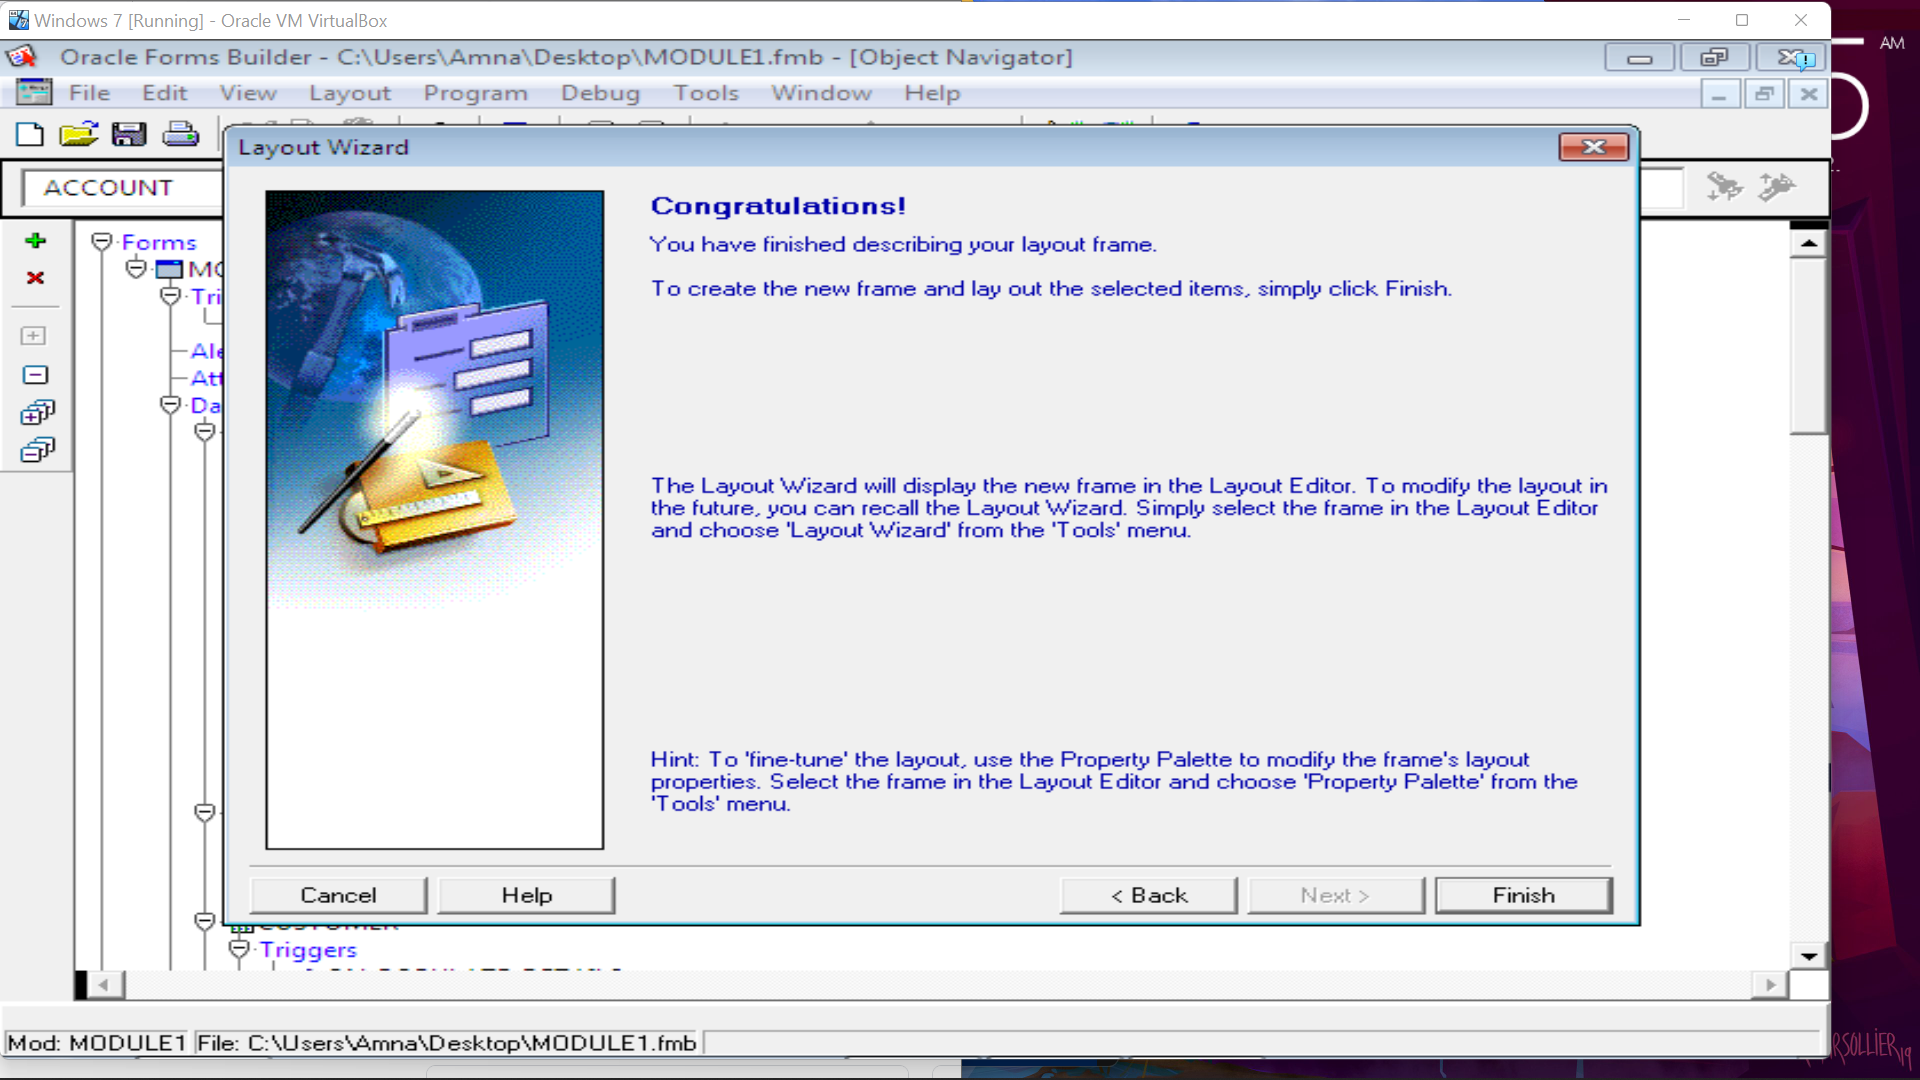 Windows 7 [Running] - Oracle VM VirtualBox
AM
Oracle Forms Builder - C:\Users\Amna\Desktop\MODULE1.fmb - [Object Navigator]
File Edit View Layout Program Debug Tools Window Help
Layout Wizard
ACCOUNT
Congratulations!
You have finished describing your layout frame.
To create the new frame and lay out the selected items, simply click Finish.
Forms
The Layout Wizard will display the new frame in the Layout Editor. To modify the layout in
the future, you can recall the Layout Wizard. Simply select the frame in the Layout Editor
and choose 'Layout Wizard' from the 'Tools' menu.
Hint: To 'fine-tune' the layout, use the Property Palette to modify the frame's layout
properties. Select the frame in the Layout Editor and choose 'Property Palette' from the
'Tools' menu.
Cancel Help < Back Next > Finish
CUSTOMER
Triggers
Mod: MODULE1 File: C:\Users\Amna\Desktop\MODULE1.fmb